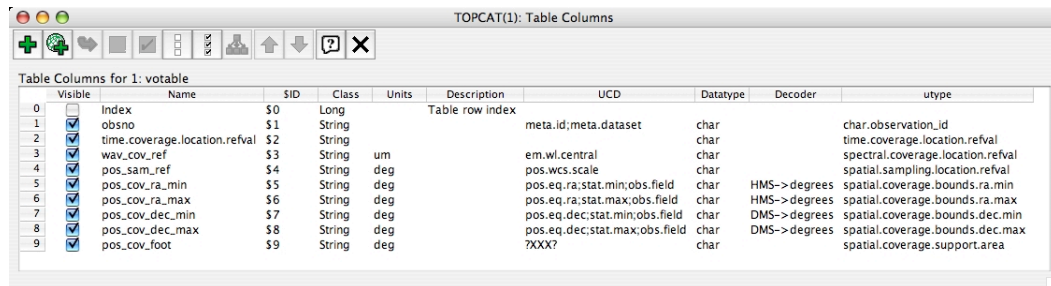 TOPCAT(1): Table Columns
Table Columns for 1: votable
Visible Name $ID Class Units Description UCD Datatype Decoder utype
0 Index $0 Long Table row index
1 obsno $1 String meta.id;meta.dataset char char.observation_id
2 time.coverage.location.refval $2 String char time.coverage.location.refval
3 wav_cov_ref $3 String um em.wl.central char spectral.coverage.location.refval
4 pos_sam_ref $4 String deg pos.wcs.scale char spatial.sampling.location.refval
5 pos_cov_ra_min $5 String deg pos.eq.ra;stat.min;obs.field char HMS->degrees spatial.coverage.bounds.ra.min
6 pos_cov_ra_max $6 String deg pos.eq.ra;stat.max;obs.field char HMS->degrees spatial.coverage.bounds.ra.max
7 pos_cov_dec_min $7 String deg pos.eq.dec;stat.min;obs.field char DMS->degrees spatial.coverage.bounds.dec.min
8 pos_cov_dec_max $8 String deg pos.eq.dec;stat.max;obs.field char DMS->degrees spatial.coverage.bounds.dec.max
9 pos_cov_foot $9 String deg ?XXX? char spatial.coverage.support.area